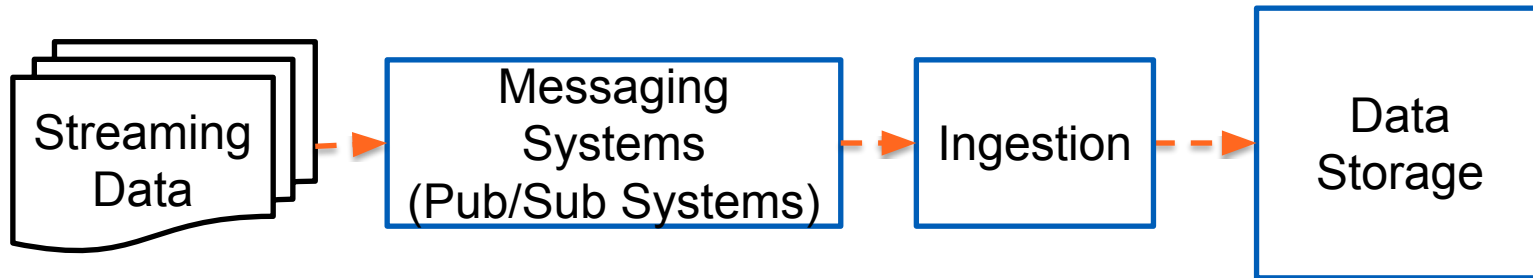 Streaming
Data
Messaging
Systems
(Pub/Sub Systems)
Ingestion
Data
Storage